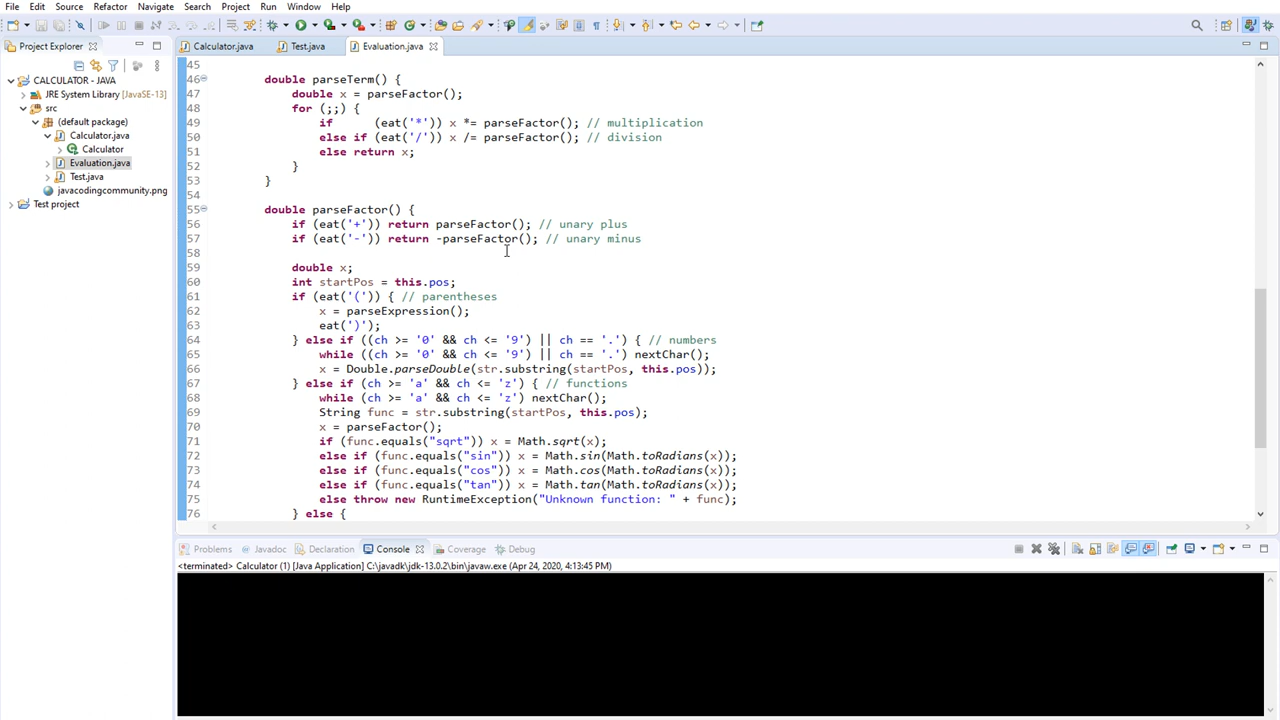 File Edit Source Refactor Navigate Search Project Run Window Help
Project Explorer
CALCULATOR - JAVA
JRE System Library [JavaSE-13]
src
(default package)
Calculator.java
Calculator
Evaluation.java
Test.java
javacodingcommunity.png
Test project
Calculator.java Test.java Evaluation.java
45
46 double parseTerm() {
47 double x = parseFactor();
48 for (;;) {
49 if (eat('*')) x *= parseFactor(); // multiplication
50 else if (eat('/')) x /= parseFactor(); // division
51 else return x;
52 }
53 }
54
55 double parseFactor() {
56 if (eat('+')) return parseFactor(); // unary plus
57 if (eat('-')) return -parseFactor(); // unary minus
58
59 double x;
60 int startPos = this.pos;
61 if (eat('(')) { // parentheses
62 x = parseExpression();
63 eat(')');
64 } else if ((ch >= '0' && ch <= '9') || ch == '.') { // numbers
65 while ((ch >= '0' && ch <= '9') || ch == '.') nextChar();
66 x = Double.parseDouble(str.substring(startPos, this.pos));
67 } else if (ch >= 'a' && ch <= 'z') { // functions
68 while (ch >= 'a' && ch <= 'z') nextChar();
69 String func = str.substring(startPos, this.pos);
70 x = parseFactor();
71 if (func.equals("sqrt")) x = Math.sqrt(x);
72 else if (func.equals("sin")) x = Math.sin(Math.toRadians(x));
73 else if (func.equals("cos")) x = Math.cos(Math.toRadians(x));
74 else if (func.equals("tan")) x = Math.tan(Math.toRadians(x));
75 else throw new RuntimeException("Unknown function: " + func);
76 } else {
Problems Javadoc Declaration Console Coverage Debug
<terminated> Calculator (1) [Java Application] C:\javadk\jdk-13.0.2\bin\javaw.exe (Apr 24, 2020, 4:13:45 PM)